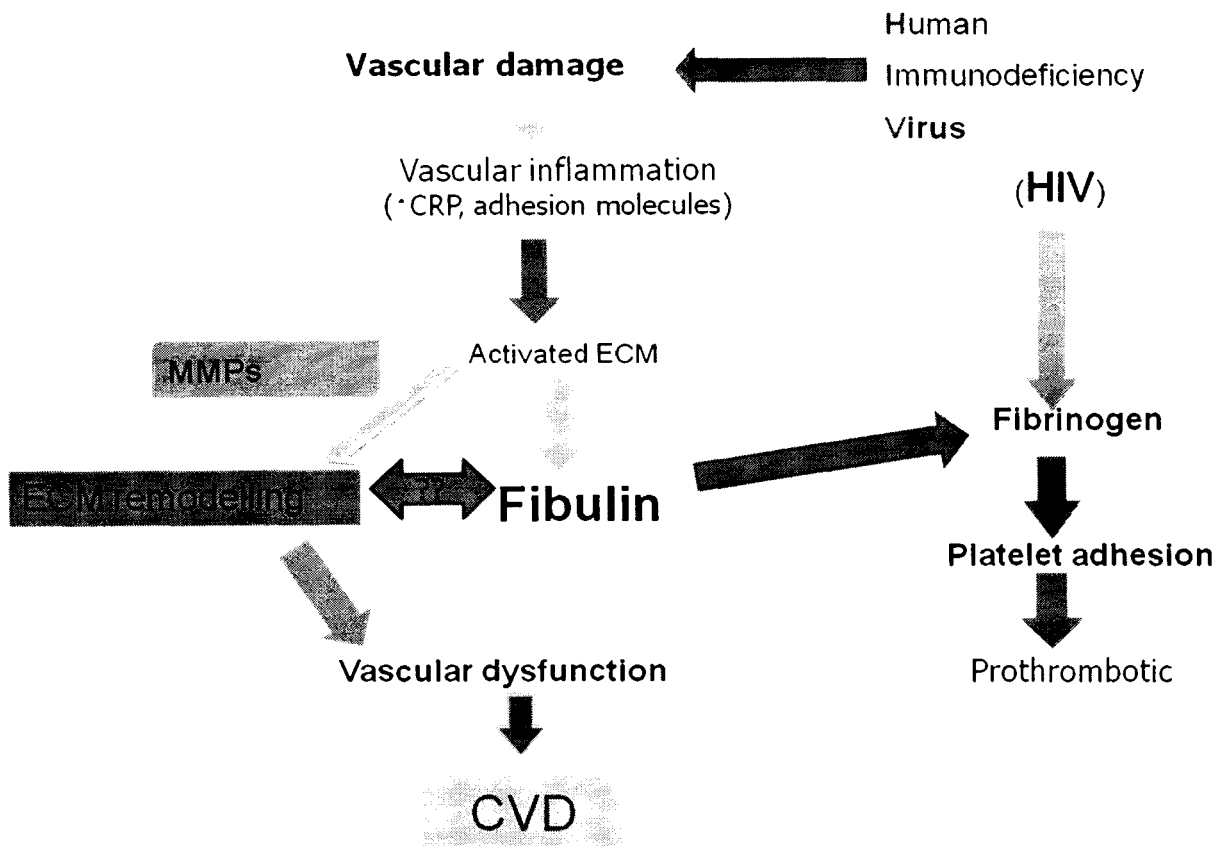 Human
Immunodeficiency
Virus
(HIV)
Vascular damage
Vascular inflammation
(↑CRP, adhesion molecules)
Activated ECM
MMPs
ECM remodelling
??
Fibulin
Fibrinogen
Platelet adhesion
Prothrombotic
Vascular dysfunction
CVD